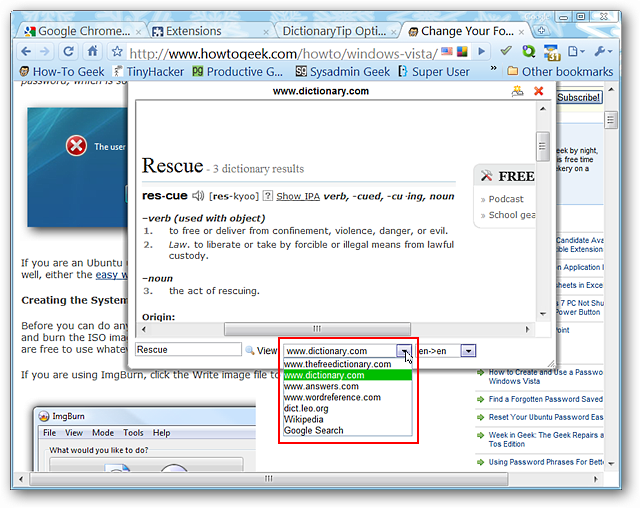 Google
Google Chrome...
Extensions
DictionaryTip Option
Change Your Fo...
http://www.howtogeek.com/howto/windows-vista/
31
How-To Geek
TinyHacker
Productive G...
Sysadmin Geek
Super User
»
Other bookmarks
password, which is s
www.dictionary.com
Subscribe!
The user
eek by night,
is free time
ekery on a
Rescue - 3 dictionary results
FREE
res·cue [res-kyoo] ? Show IPA verb, -cued, -cu·ing, noun
» Podcast
» School gea
–verb (used with object)
1. to free or deliver from confinement, violence, danger, or evil.
2. Law. to liberate or take by forcible or illegal means from lawful
custody.
–noun
3. the act of rescuing.
Origin:
Candidate Ava
ble Extension
n Application I
sheets in Exce
s 7 PC Not Shu
Power Button
Point
If you are an Ubuntu
well, either the easy w
Creating the System
Before you can do any
and burn the ISO imag
are free to use whatev
If you are using ImgBurn, click the Write image file to
Rescue
View
www.dictionary.com
en->en
www.thefreedictionary.com
www.dictionary.com
www.answers.com
www.wordreference.com
dict.leo.org
Wikipedia
Google Search
How to Create and Use a Password
Windows Vista
Find a Forgotten Password Saved
Reset Your Ubuntu Password Eas
Week in Geek: The Geek Repairs a
Tos Edition
Using Password Phrases For Bette
ImgBurn
File View Mode Tools Help
What would you like to do?